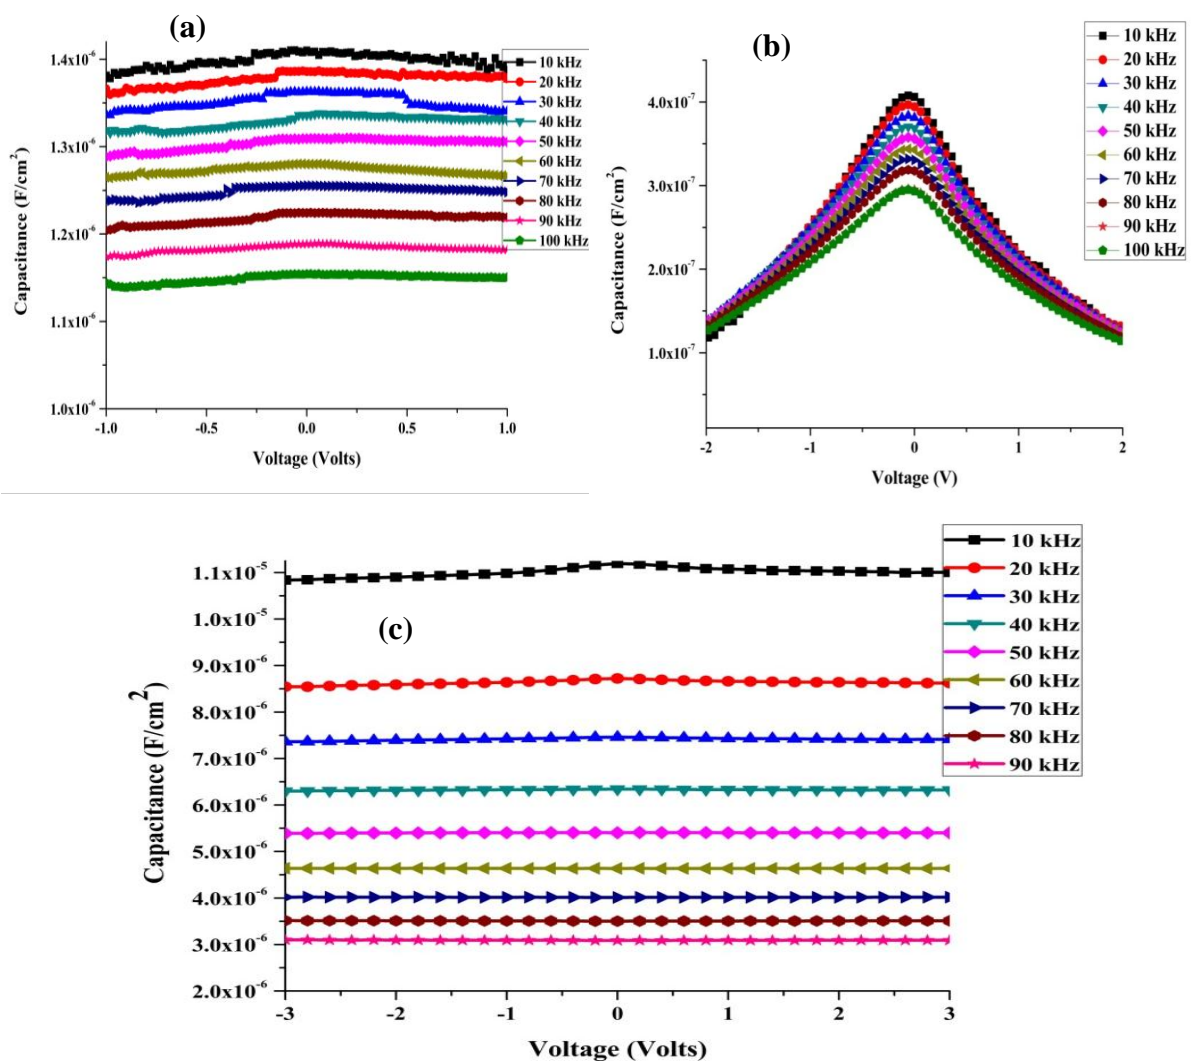 (a)
1.4x10⁻⁶
1.3x10⁻⁶
1.2x10⁻⁶
1.1x10⁻⁶
1.0x10⁻⁶
Capacitance (F/cm²)
-1.0
-0.5
0.0
0.5
1.0
Voltage (Volts)
10 kHz
20 kHz
30 kHz
40 kHz
50 kHz
60 kHz
70 kHz
80 kHz
90 kHz
100 kHz
(b)
4.0x10⁻⁷
3.0x10⁻⁷
2.0x10⁻⁷
1.0x10⁻⁷
Capacitance (F/cm²)
-2
-1
0
1
2
Voltage (V)
10 kHz
20 kHz
30 kHz
40 kHz
50 kHz
60 kHz
70 kHz
80 kHz
90 kHz
100 kHz
(c)
1.1x10⁻⁵
1.0x10⁻⁵
9.0x10⁻⁶
8.0x10⁻⁶
7.0x10⁻⁶
6.0x10⁻⁶
5.0x10⁻⁶
4.0x10⁻⁶
3.0x10⁻⁶
2.0x10⁻⁶
Capacitance (F/cm²)
-3
-2
-1
0
1
2
3
Voltage (Volts)
10 kHz
20 kHz
30 kHz
40 kHz
50 kHz
60 kHz
70 kHz
80 kHz
90 kHz